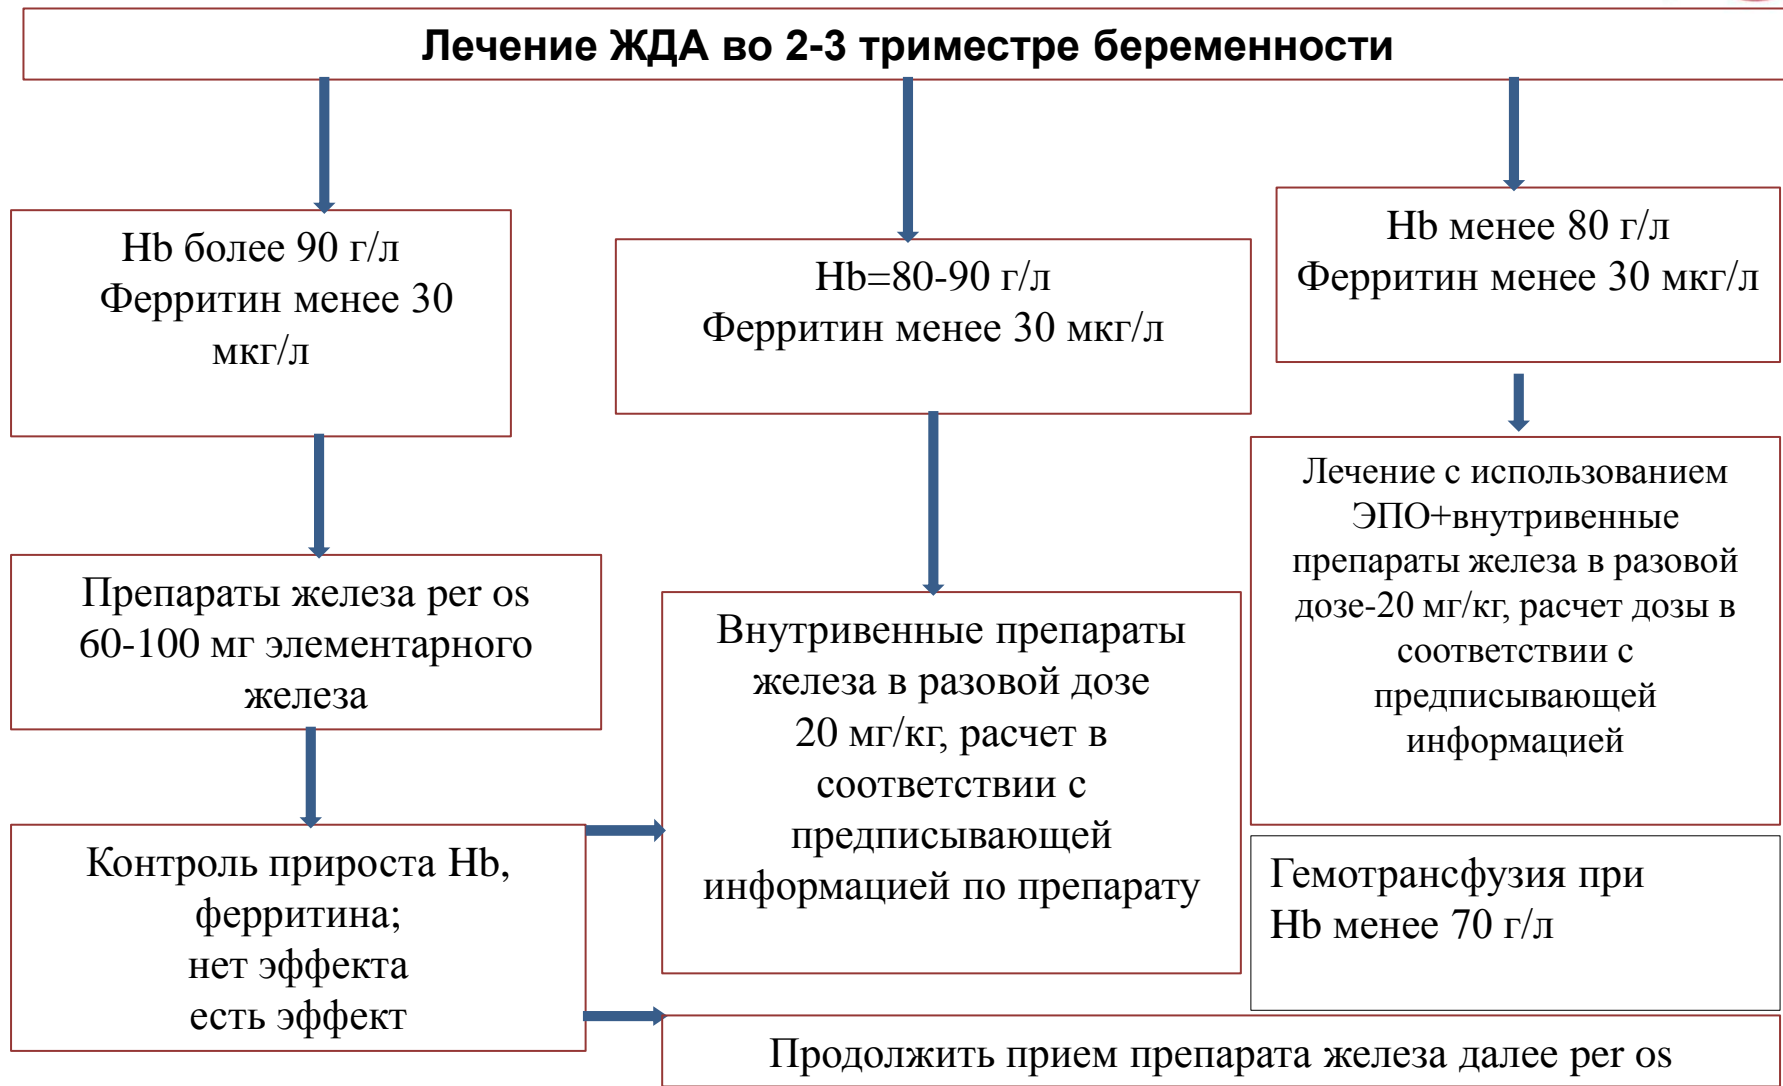 Лечение ЖДА во 2-3 триместре беременности
Hb более 90 г/л
Ферритин менее 30
мкг/л
Hb=80-90 г/л
Ферритин менее 30 мкг/л
Hb менее 80 г/л
Ферритин менее 30 мкг/л
Препараты железа per os
60-100 мг элементарного
железа
Внутривенные препараты
железа в разовой дозе
20 мг/кг, расчет в
соответствии с
предписывающей
информацией по препарату
Лечение с использованием
ЭПО+внутривенные
препараты железа в разовой
дозе-20 мг/кг, расчет дозы в
соответствии с
предписывающей
информацией
Контроль прироста Hb,
ферритина;
нет эффекта
есть эффект
Гемотрансфузия при
Hb менее 70 г/л
Продолжить прием препарата железа далее per os